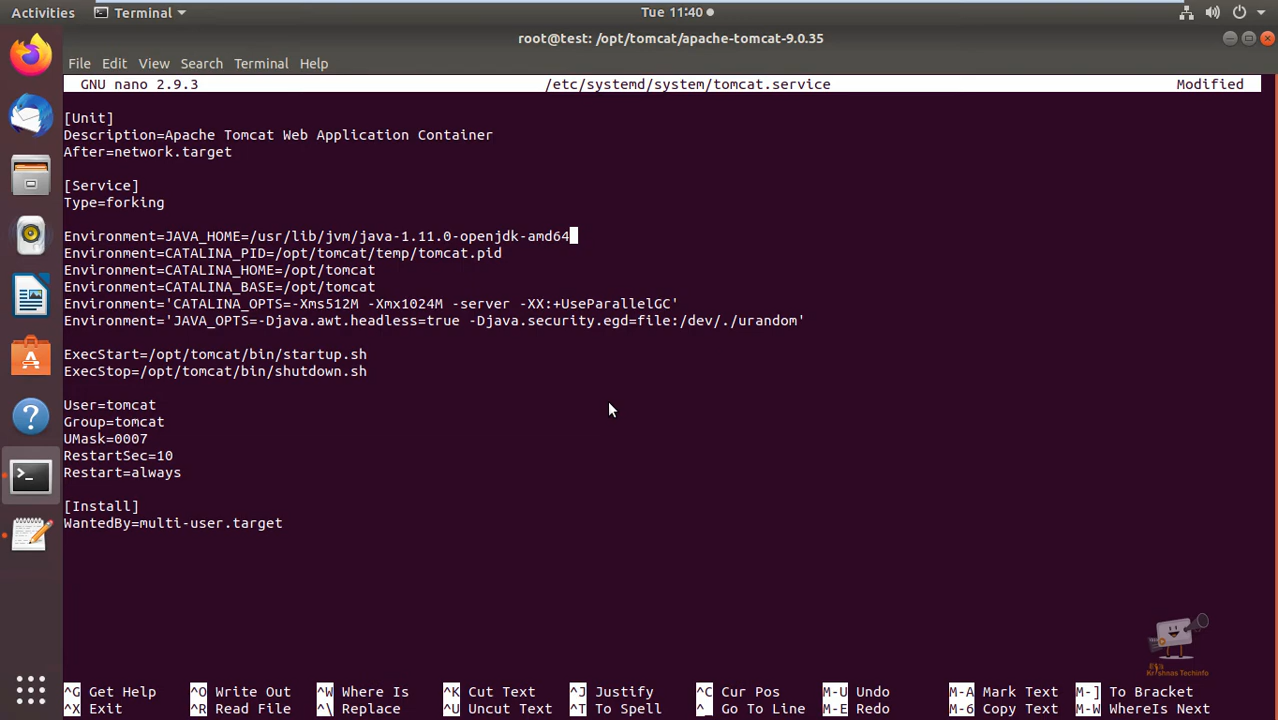 Activities Terminal Tue 11:40
root@test: /opt/tomcat/apache-tomcat-9.0.35
File Edit View Search Terminal Help
GNU nano 2.9.3 /etc/systemd/system/tomcat.service Modified
[Unit]
Description=Apache Tomcat Web Application Container
After=network.target
[Service]
Type=forking
Environment=JAVA_HOME=/usr/lib/jvm/java-1.11.0-openjdk-amd64
Environment=CATALINA_PID=/opt/tomcat/temp/tomcat.pid
Environment=CATALINA_HOME=/opt/tomcat
Environment=CATALINA_BASE=/opt/tomcat
Environment='CATALINA_OPTS=-Xms512M -Xmx1024M -server -XX:+UseParallelGC'
Environment='JAVA_OPTS=-Djava.awt.headless=true -Djava.security.egd=file:/dev/./urandom'
ExecStart=/opt/tomcat/bin/startup.sh
ExecStop=/opt/tomcat/bin/shutdown.sh
User=tomcat
Group=tomcat
UMask=0007
RestartSec=10
Restart=always
[Install]
WantedBy=multi-user.target
Krishnas Techinfo
^G Get Help ^O Write Out ^W Where Is ^K Cut Text ^J Justify ^C Cur Pos M-U Undo M-A Mark Text M-] To Bracket
^X Exit ^R Read File ^\ Replace ^U Uncut Text ^T To Spell ^_ Go To Line M-E Redo M-6 Copy Text M-W WhereIs Next